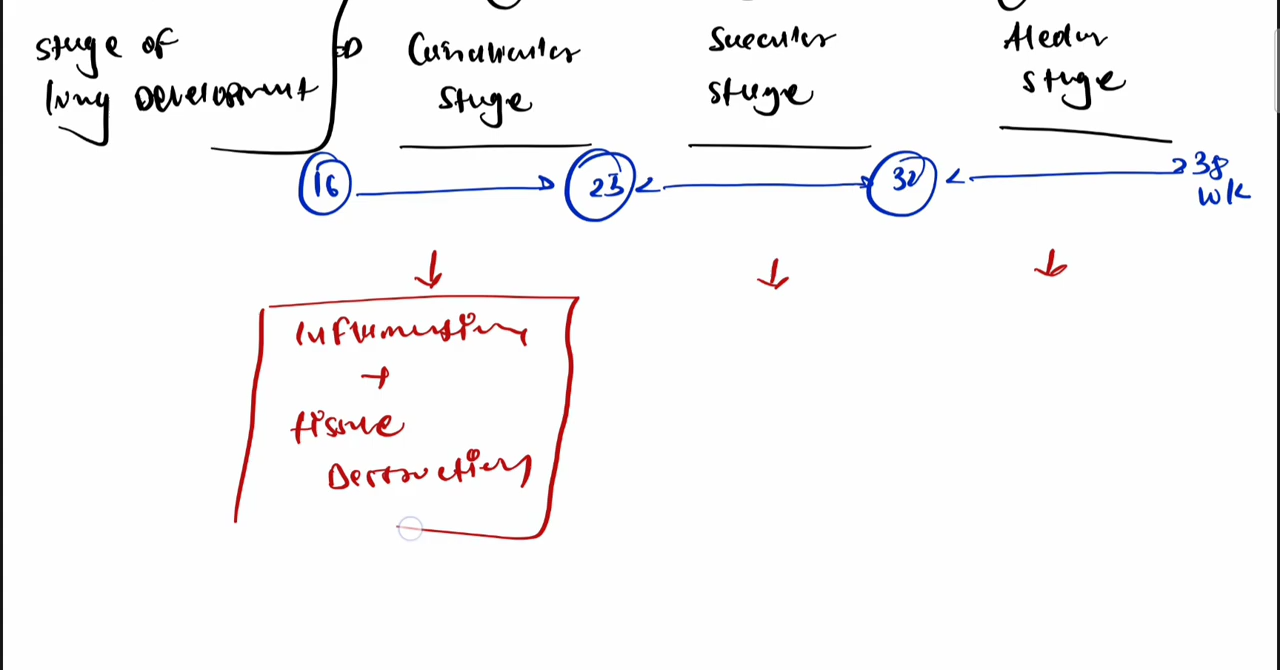 Stage of
lung Development
Canalicular
Stage
Saccular
Stage
Alveolar
Stage
16
23
32
38
wk
Inflammation
+
tissue
Destruction